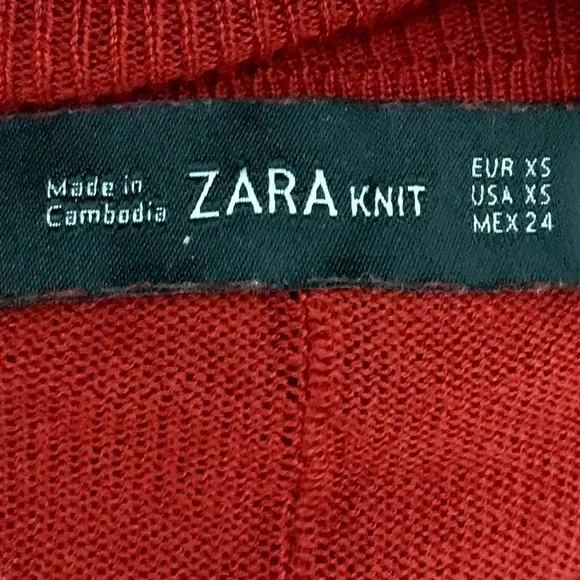 Made in
Cambodia
ZARA KNIT
EUR XS
USA XS
MEX 24